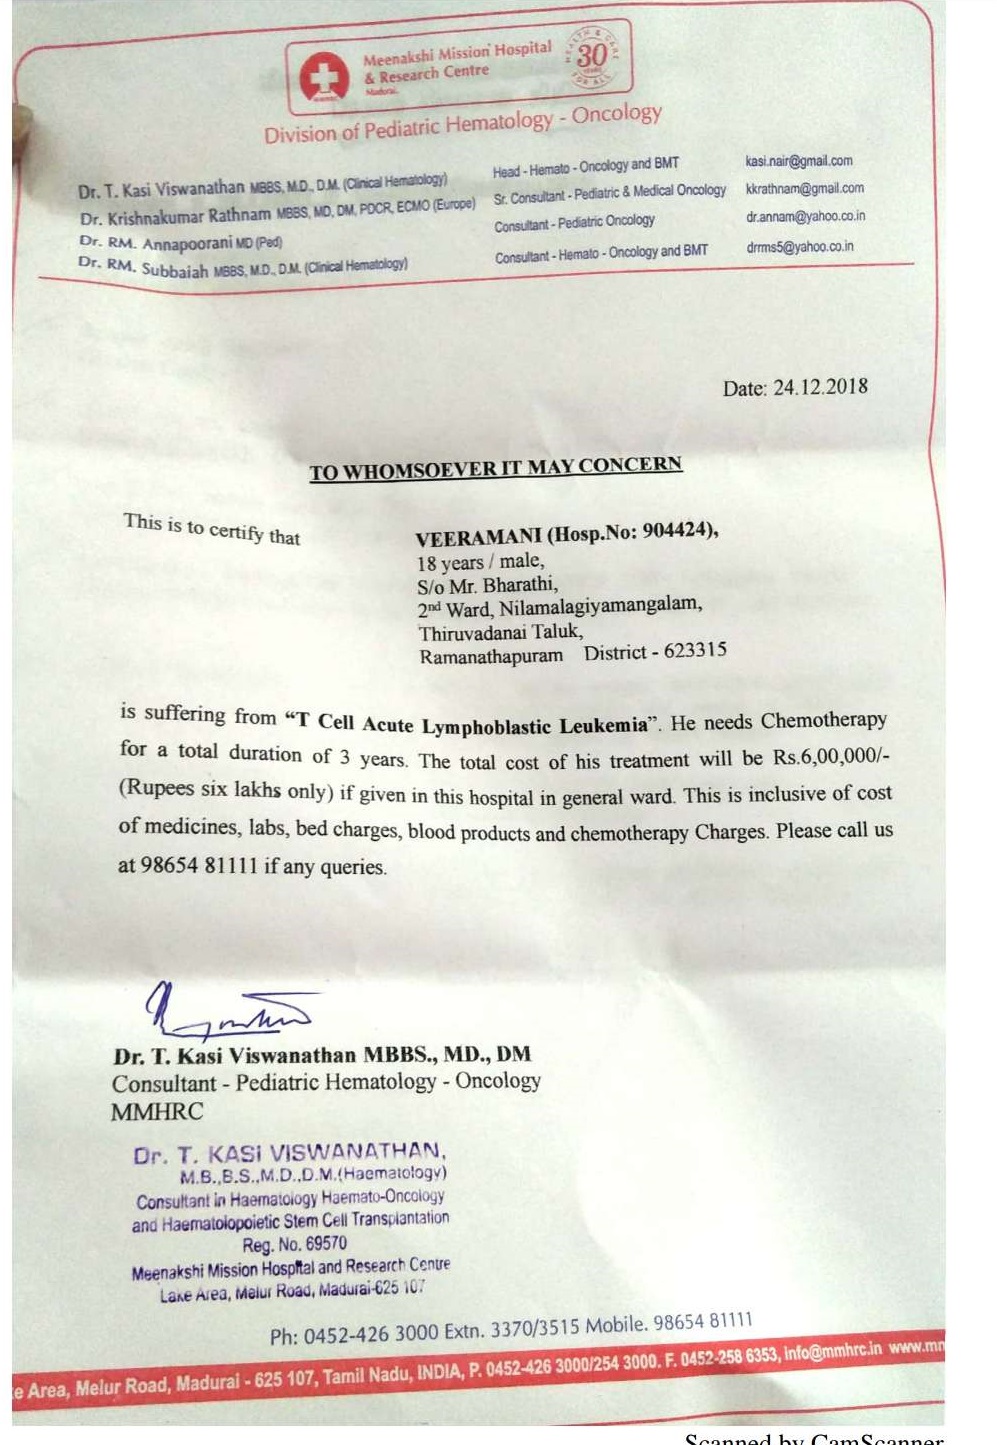 Meenakshi Mission Hospital
& Research Centre
Madurai.
HEALTH & CARE
30
YEARS
FOR ALL
Division of Pediatric Hematology - Oncology
Dr. T. Kasi Viswanathan MBBS, M.D., D.M. (Clinical Hematology) Head - Hemato - Oncology and BMT kasi.nair@gmail.com
Dr. Krishnakumar Rathnam MBBS, MD, DM, PDCR, ECMO (Europe) Sr. Consultant - Pediatric & Medical Oncology kkrathnam@gmail.com
Dr. RM. Annapoorani MD (Ped) Consultant - Pediatric Oncology dr.annam@yahoo.co.in
Dr. RM. Subbaiah MBBS, M.D., D.M. (Clinical Hematology) Consultant - Hemato - Oncology and BMT drrms5@yahoo.co.in
Date: 24.12.2018
TO WHOMSOEVER IT MAY CONCERN
This is to certify that VEERAMANI (Hosp.No: 904424),
18 years / male,
S/o Mr. Bharathi,
2nd Ward, Nilamalagiyamangalam,
Thiruvadanai Taluk,
Ramanathapuram District - 623315
is suffering from “T Cell Acute Lymphoblastic Leukemia”. He needs Chemotherapy
for a total duration of 3 years. The total cost of his treatment will be Rs.6,00,000/-
(Rupees six lakhs only) if given in this hospital in general ward. This is inclusive of cost
of medicines, labs, bed charges, blood products and chemotherapy Charges. Please call us
at 98654 81111 if any queries.
Dr. T. Kasi Viswanathan MBBS., MD., DM
Consultant - Pediatric Hematology - Oncology
MMHRC
Dr. T. KASI VISWANATHAN,
M.B.,B.S.,M.D.,D.M.(Haematology)
Consultant in Haematology Haemato-Oncology
and Haematolopoietic Stem Cell Transplantation
Reg. No. 69570
Meenakshi Mission Hospital and Research Centre
Lake Area, Melur Road, Madurai-625 107
Ph: 0452-426 3000 Extn. 3370/3515 Mobile. 98654 81111
e Area, Melur Road, Madurai - 625 107, Tamil Nadu, INDIA, P. 0452-426 3000/254 3000. F. 0452-258 6353, info@mmhrc.in www.mm
Scanned by CamScanner